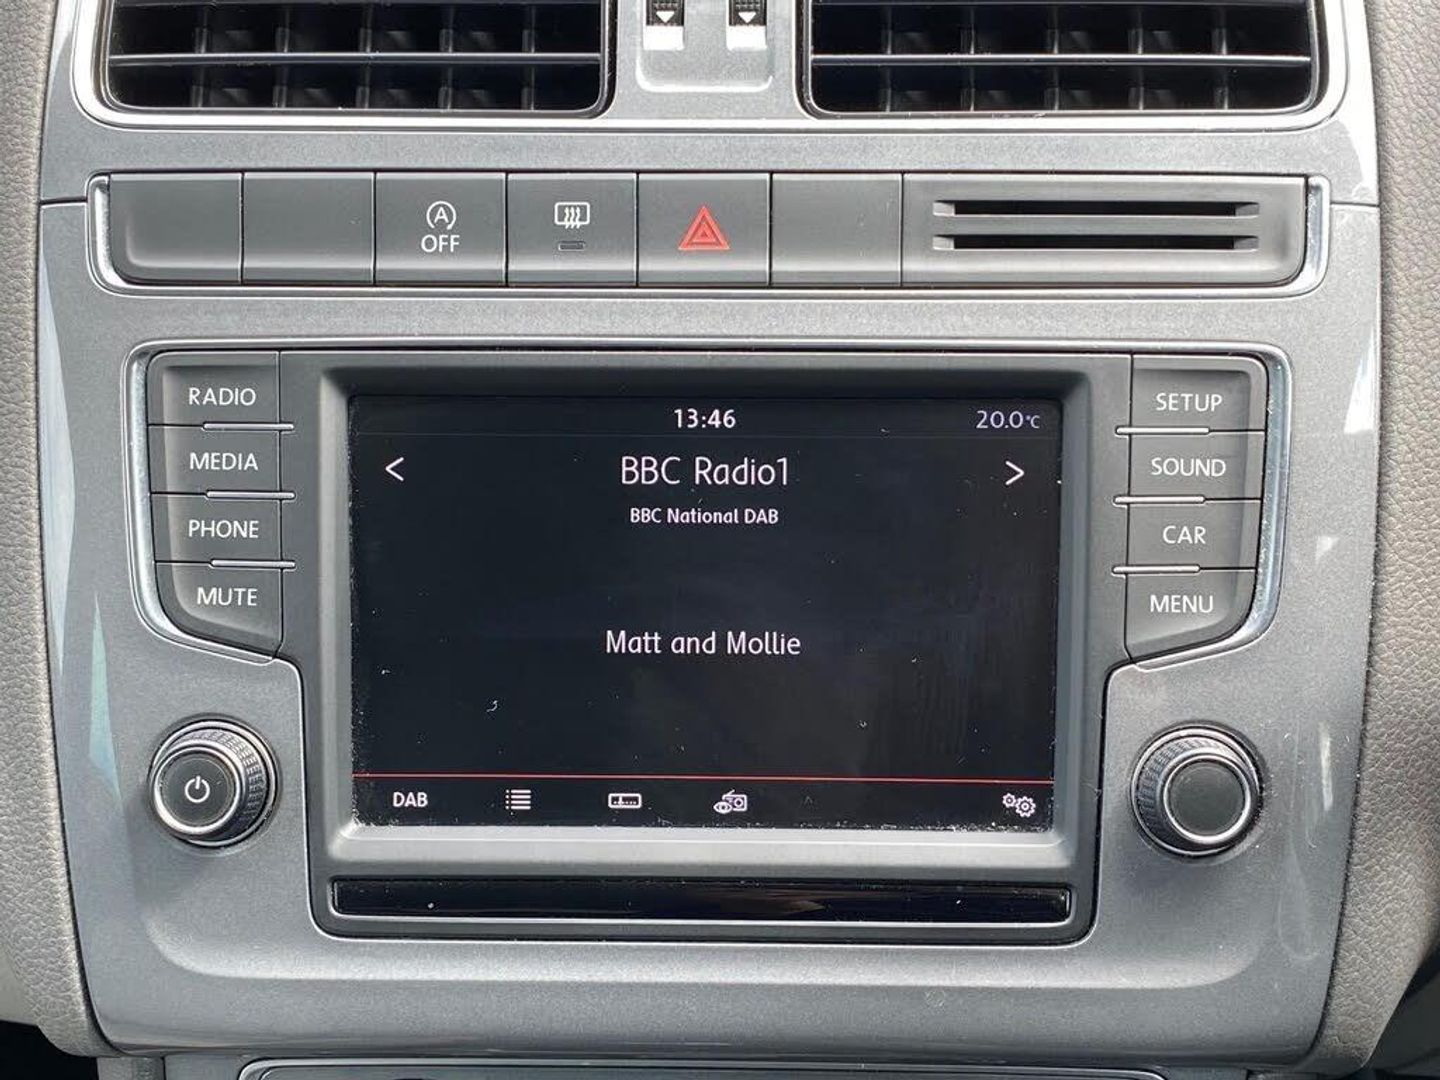 A
OFF
RADIO
MEDIA
PHONE
MUTE
13:46 20.0°C
< BBC Radio1 >
BBC National DAB
Matt and Mollie
DAB
SETUP
SOUND
CAR
MENU